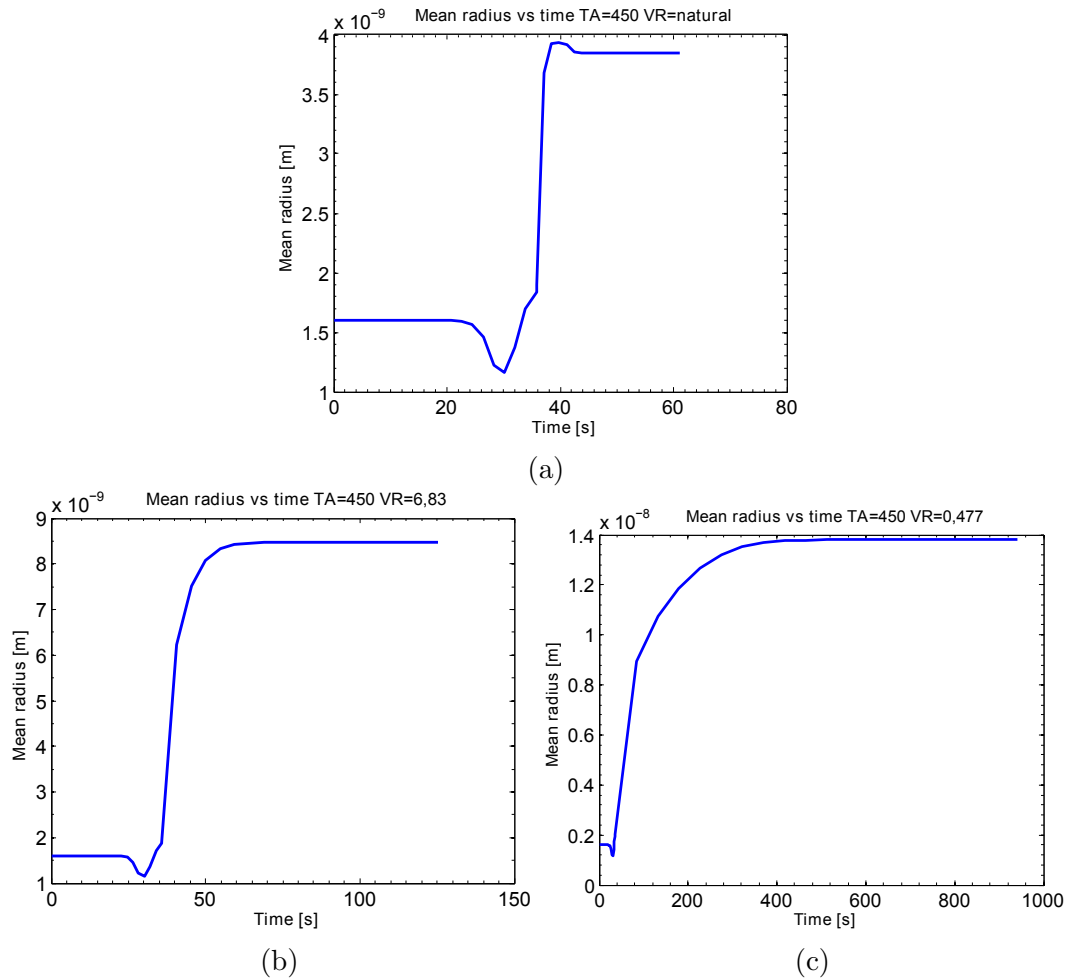 Mean radius vs time TA=450 VR=natural
x 10⁻⁹
4
3.5
3
2.5
2
1.5
1
Mean radius [m]
0 20 40 60 80
Time [s]
(a)
Mean radius vs time TA=450 VR=6,83
x 10⁻⁹
9
8
7
6
5
4
3
2
1
Mean radius [m]
0 50 100 150
Time [s]
(b)
Mean radius vs time TA=450 VR=0,477
x 10⁻⁸
1.4
1.2
1
0.8
0.6
0.4
0.2
0
Mean radius [m]
0 200 400 600 800 1000
Time [s]
(c)